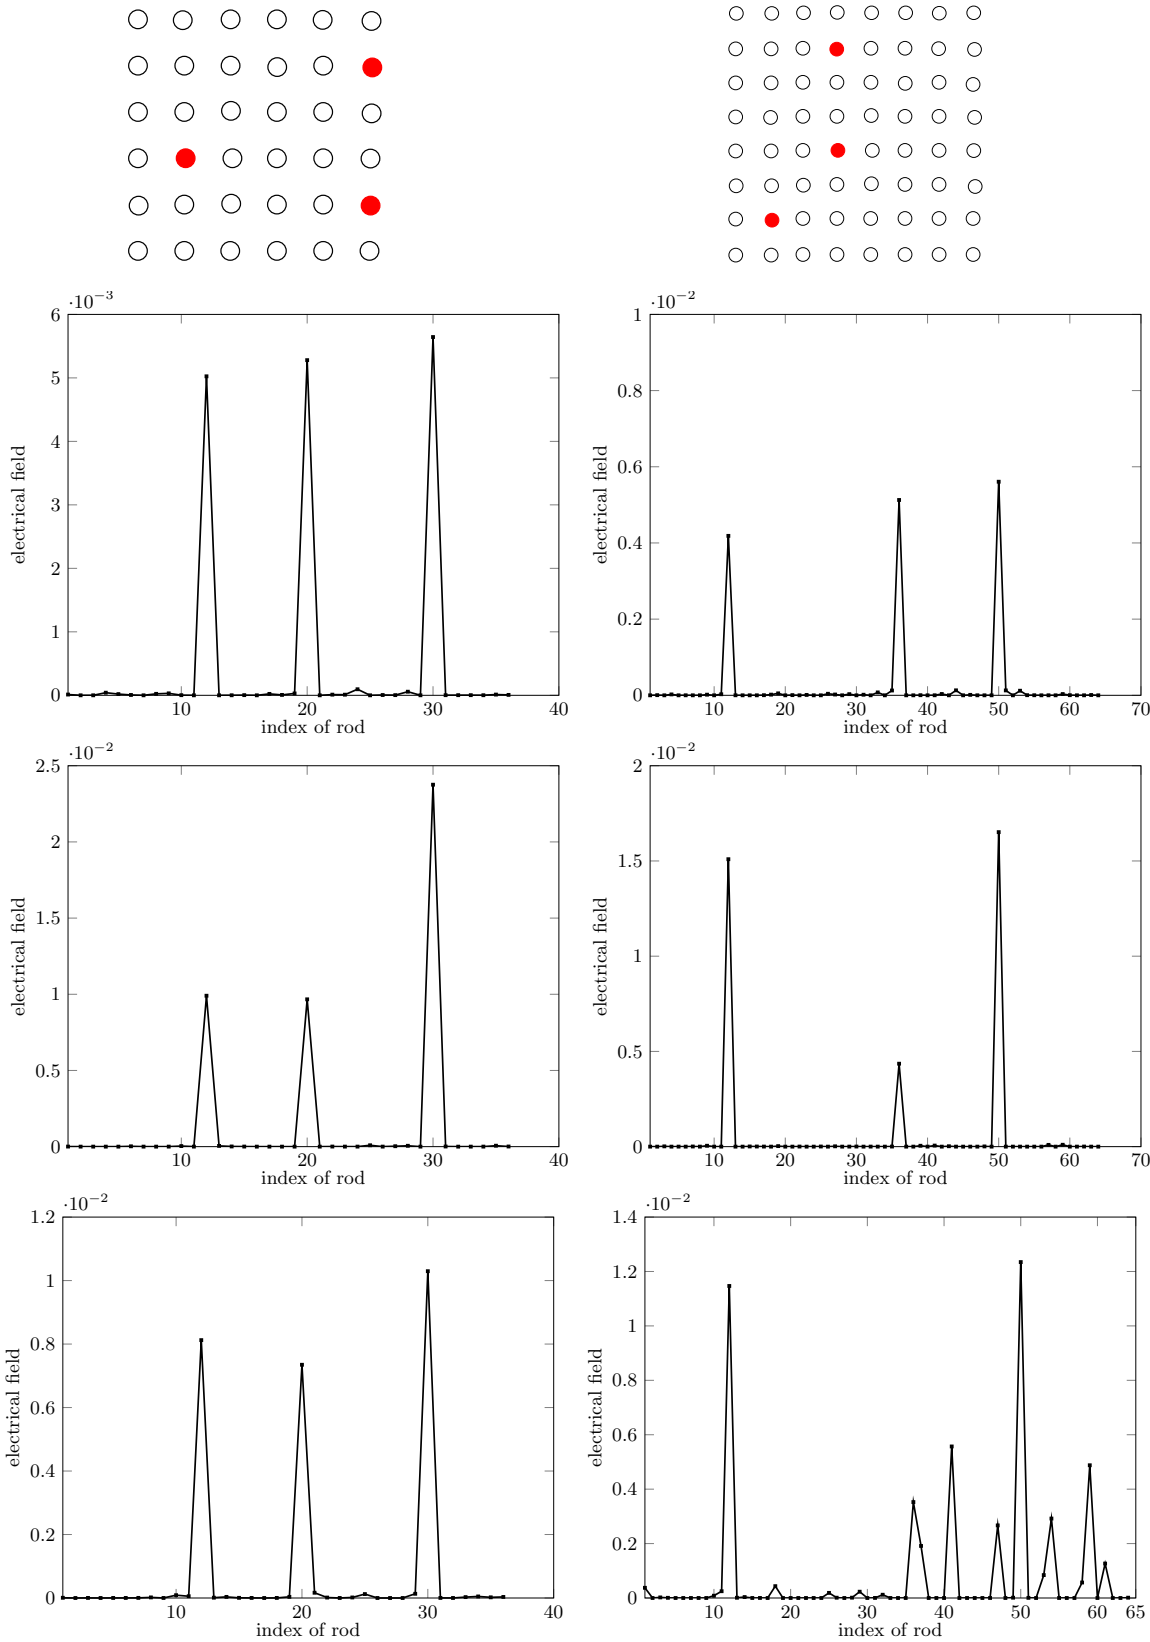 ·10−3
6
5
4
3
2
1
0
electrical field
10 20 30 40
index of rod
·10−2
1
0.8
0.6
0.4
0.2
0
electrical field
10 20 30 40 50 60 70
index of rod
·10−2
2.5
2
1.5
1
0.5
0
electrical field
10 20 30 40
index of rod
·10−2
2
1.5
1
0.5
0
electrical field
10 20 30 40 50 60 70
index of rod
·10−2
1.2
1
0.8
0.6
0.4
0.2
0
electrical field
10 20 30 40
index of rod
·10−2
1.4
1.2
1
0.8
0.6
0.4
0.2
0
electrical field
10 20 30 40 50 60 65
index of rod